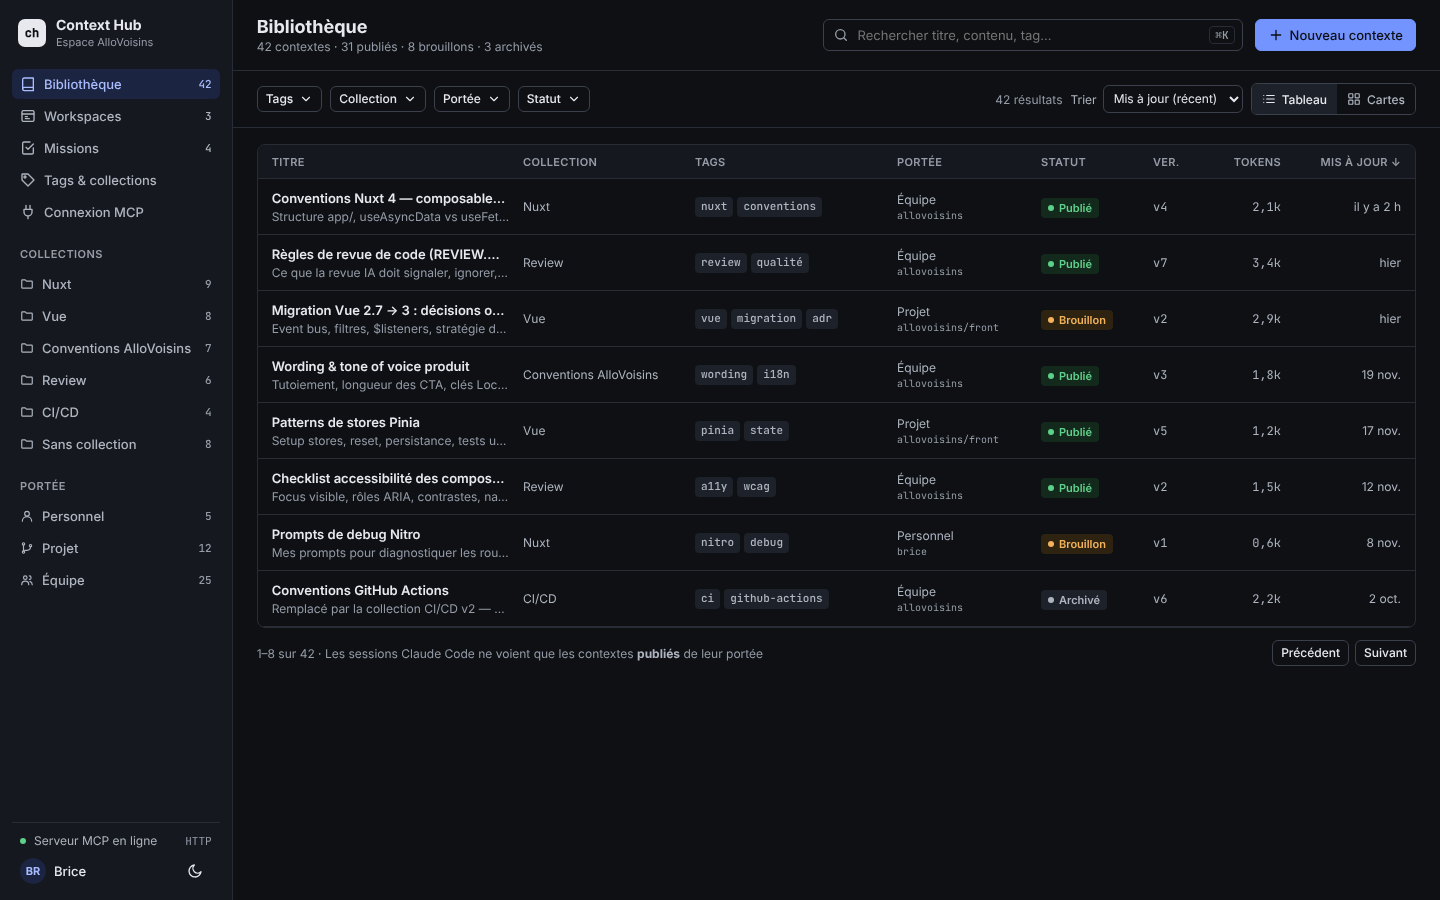 ch
Context Hub
Espace AlloVoisins
Bibliothèque 42
Workspaces 3
Missions 4
Tags & collections
Connexion MCP
COLLECTIONS
Nuxt 9
Vue 8
Conventions AlloVoisins 7
Review 6
CI/CD 4
Sans collection 8
PORTÉE
Personnel 5
Projet 12
Équipe 25
Serveur MCP en ligne HTTP
BR Brice
Bibliothèque
42 contextes · 31 publiés · 8 brouillons · 3 archivés
Rechercher titre, contenu, tag... ⌘K
Nouveau contexte
Tags Collection Portée Statut
42 résultats Trier Mis à jour (récent) Tableau Cartes
TITRE COLLECTION TAGS PORTÉE STATUT VER. TOKENS MIS À JOUR ↓
Conventions Nuxt 4 — composable…
Structure app/, useAsyncData vs useFet…
Nuxt nuxt conventions
Équipe
allovoisins
Publié v4 2,1k il y a 2 h
Règles de revue de code (REVIEW.…
Ce que la revue IA doit signaler, ignorer,…
Review review qualité
Équipe
allovoisins
Publié v7 3,4k hier
Migration Vue 2.7 → 3 : décisions o…
Event bus, filtres, $listeners, stratégie d…
Vue vue migration adr
Projet
allovoisins/front
Brouillon v2 2,9k hier
Wording & tone of voice produit
Tutoiement, longueur des CTA, clés Loc…
Conventions AlloVoisins wording i18n
Équipe
allovoisins
Publié v3 1,8k 19 nov.
Patterns de stores Pinia
Setup stores, reset, persistance, tests u…
Vue pinia state
Projet
allovoisins/front
Publié v5 1,2k 17 nov.
Checklist accessibilité des compos…
Focus visible, rôles ARIA, contrastes, na…
Review a11y wcag
Équipe
allovoisins
Publié v2 1,5k 12 nov.
Prompts de debug Nitro
Mes prompts pour diagnostiquer les rou…
Nuxt nitro debug
Personnel
brice
Brouillon v1 0,6k 8 nov.
Conventions GitHub Actions
Remplacé par la collection CI/CD v2 — …
CI/CD ci github-actions
Équipe
allovoisins
Archivé v6 2,2k 2 oct.
1–8 sur 42 · Les sessions Claude Code ne voient que les contextes publiés de leur portée
Précédent Suivant